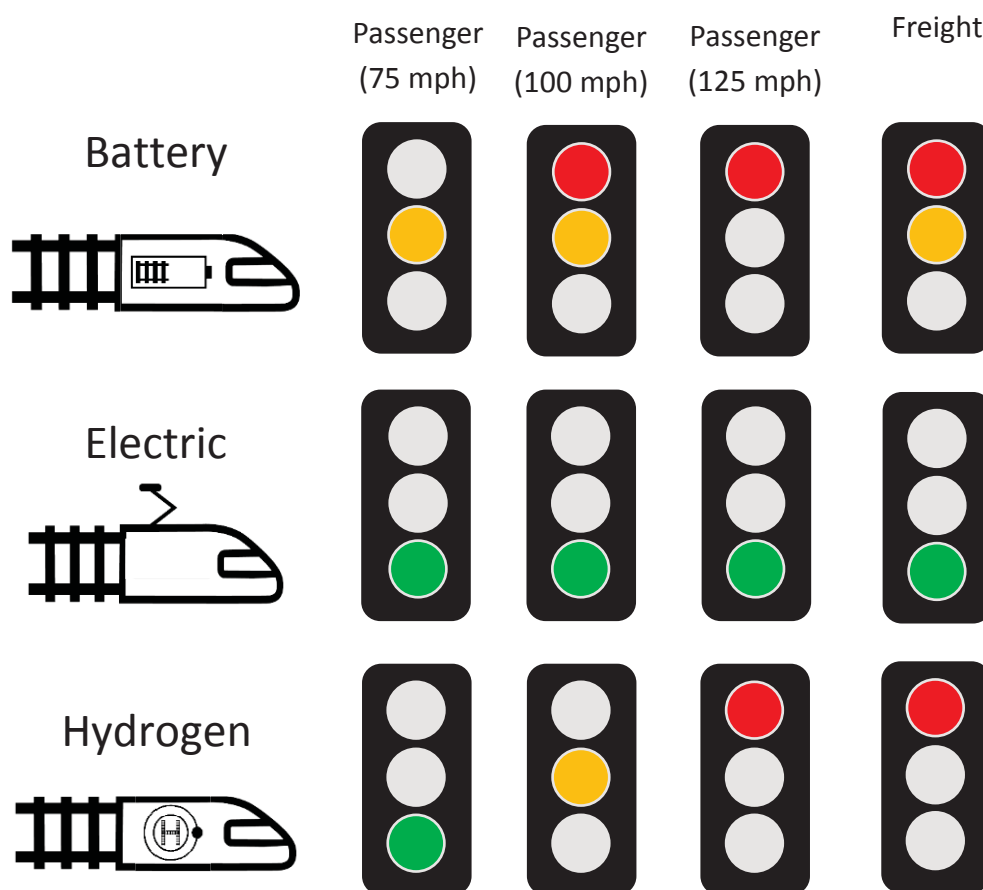 Passenger
(75 mph)
Passenger
(100 mph)
Passenger
(125 mph)
Freight
Battery
Electric
Hydrogen
H